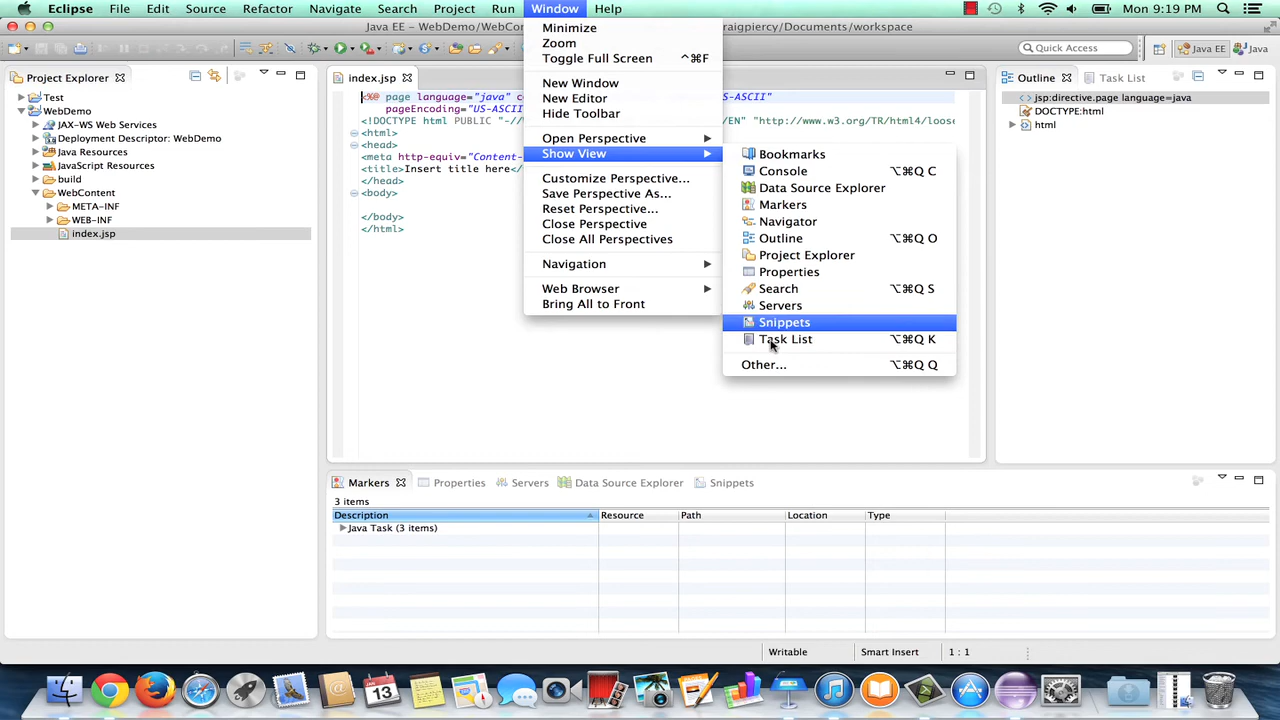 Eclipse File Edit Source Refactor Navigate Search Project Run Window Help Mon 9:19 PM
Java EE - WebDemo/WebCon raigpiercy/Documents/workspace
Quick Access Java EE Java
Project Explorer
Test
WebDemo
JAX-WS Web Services
Deployment Descriptor: WebDemo
Java Resources
JavaScript Resources
build
WebContent
META-INF
WEB-INF
index.jsp
index.jsp
<%@ page language="java" c S-ASCII"
pageEncoding="US-ASCII
<!DOCTYPE html PUBLIC "-// /EN" "http://www.w3.org/TR/html4/loose
<html>
<head>
<meta http-equiv="Content-
<title>Insert title here</
</head>
<body>
</body>
</html>
Minimize
Zoom
Toggle Full Screen ^⌘F
New Window
New Editor
Hide Toolbar
Open Perspective
Show View
Customize Perspective...
Save Perspective As...
Reset Perspective...
Close Perspective
Close All Perspectives
Navigation
Web Browser
Bring All to Front
Bookmarks
Console ⌥⌘Q C
Data Source Explorer
Markers
Navigator
Outline ⌥⌘Q O
Project Explorer
Properties
Search ⌥⌘Q S
Servers
Snippets
Task List ⌥⌘Q K
Other... ⌥⌘Q Q
Outline Task List
jsp:directive.page language=java
DOCTYPE:html
html
Markers Properties Servers Data Source Explorer Snippets
3 items
Description Resource Path Location Type
Java Task (3 items)
Writable Smart Insert 1 : 1
JAN
13